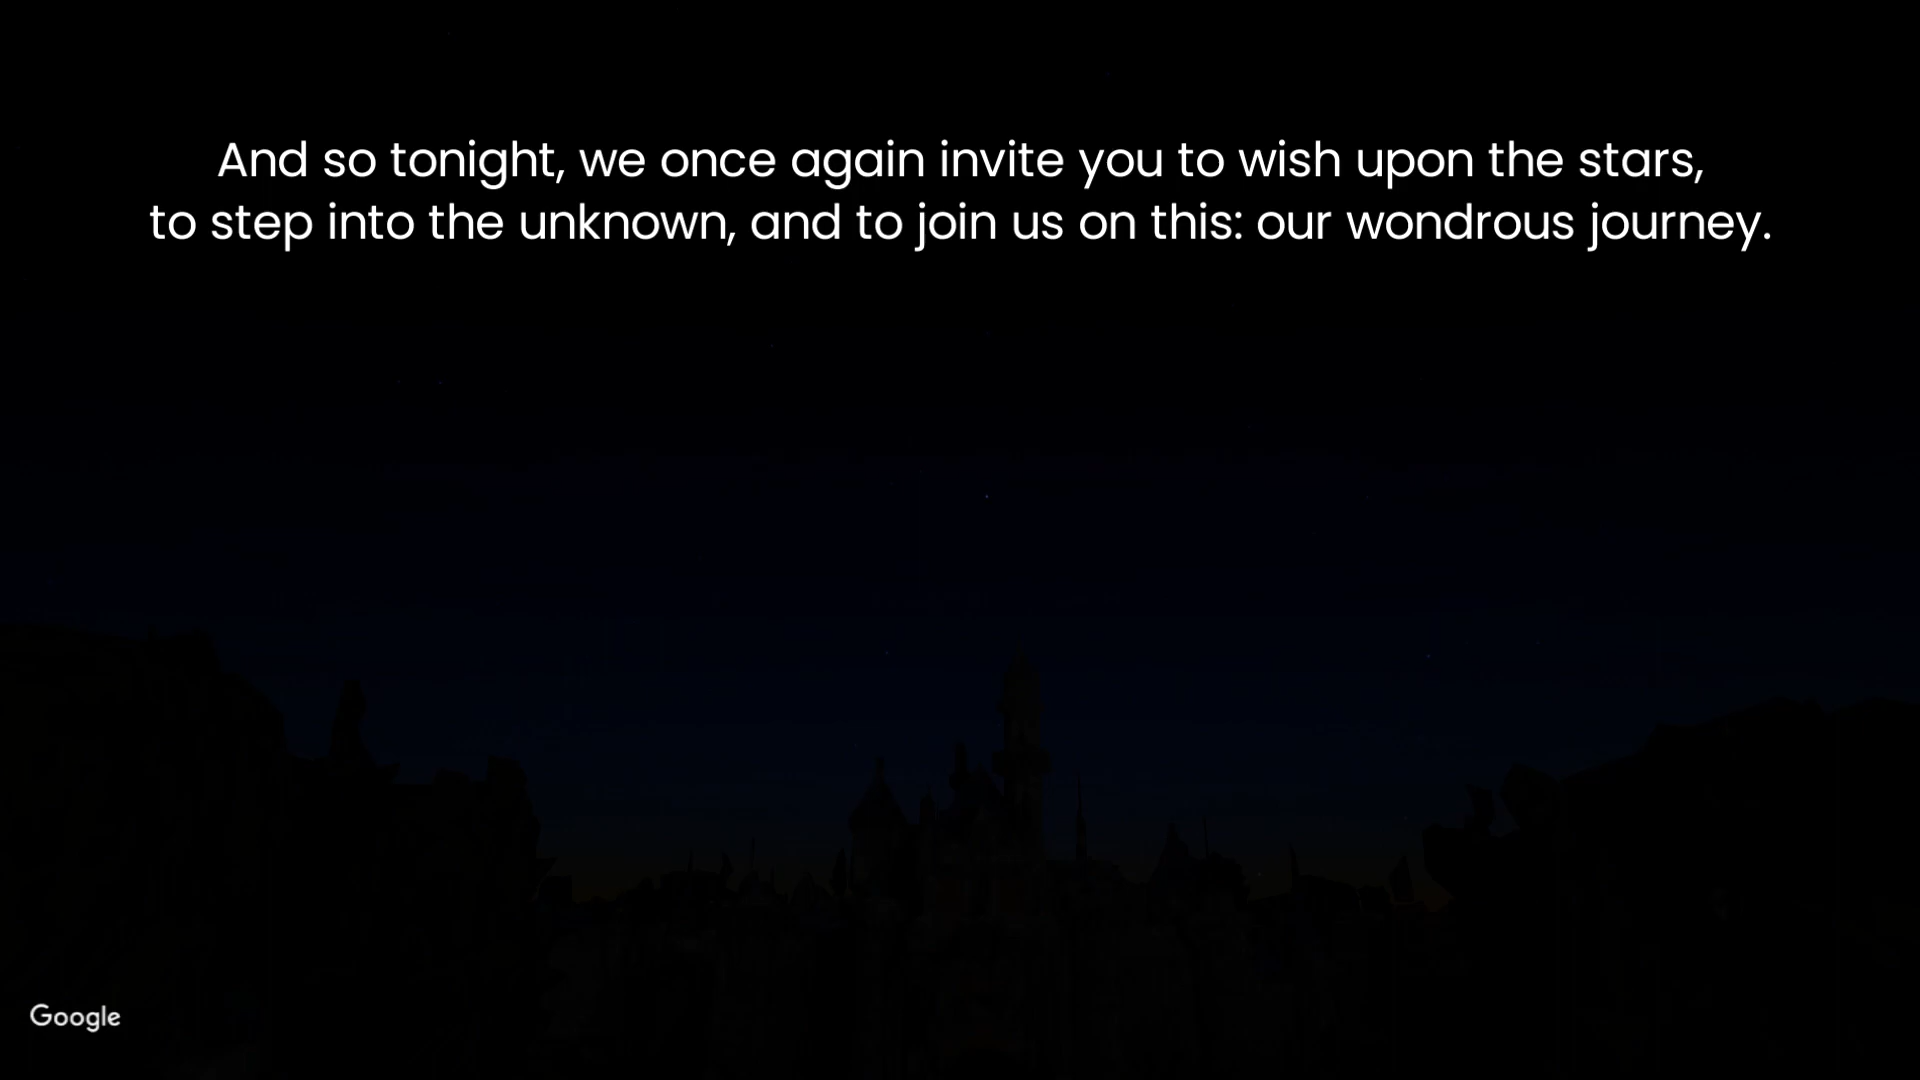 And so tonight, we once again invite you to wish upon the stars,
to step into the unknown, and to join us on this: our wondrous journey.
Google